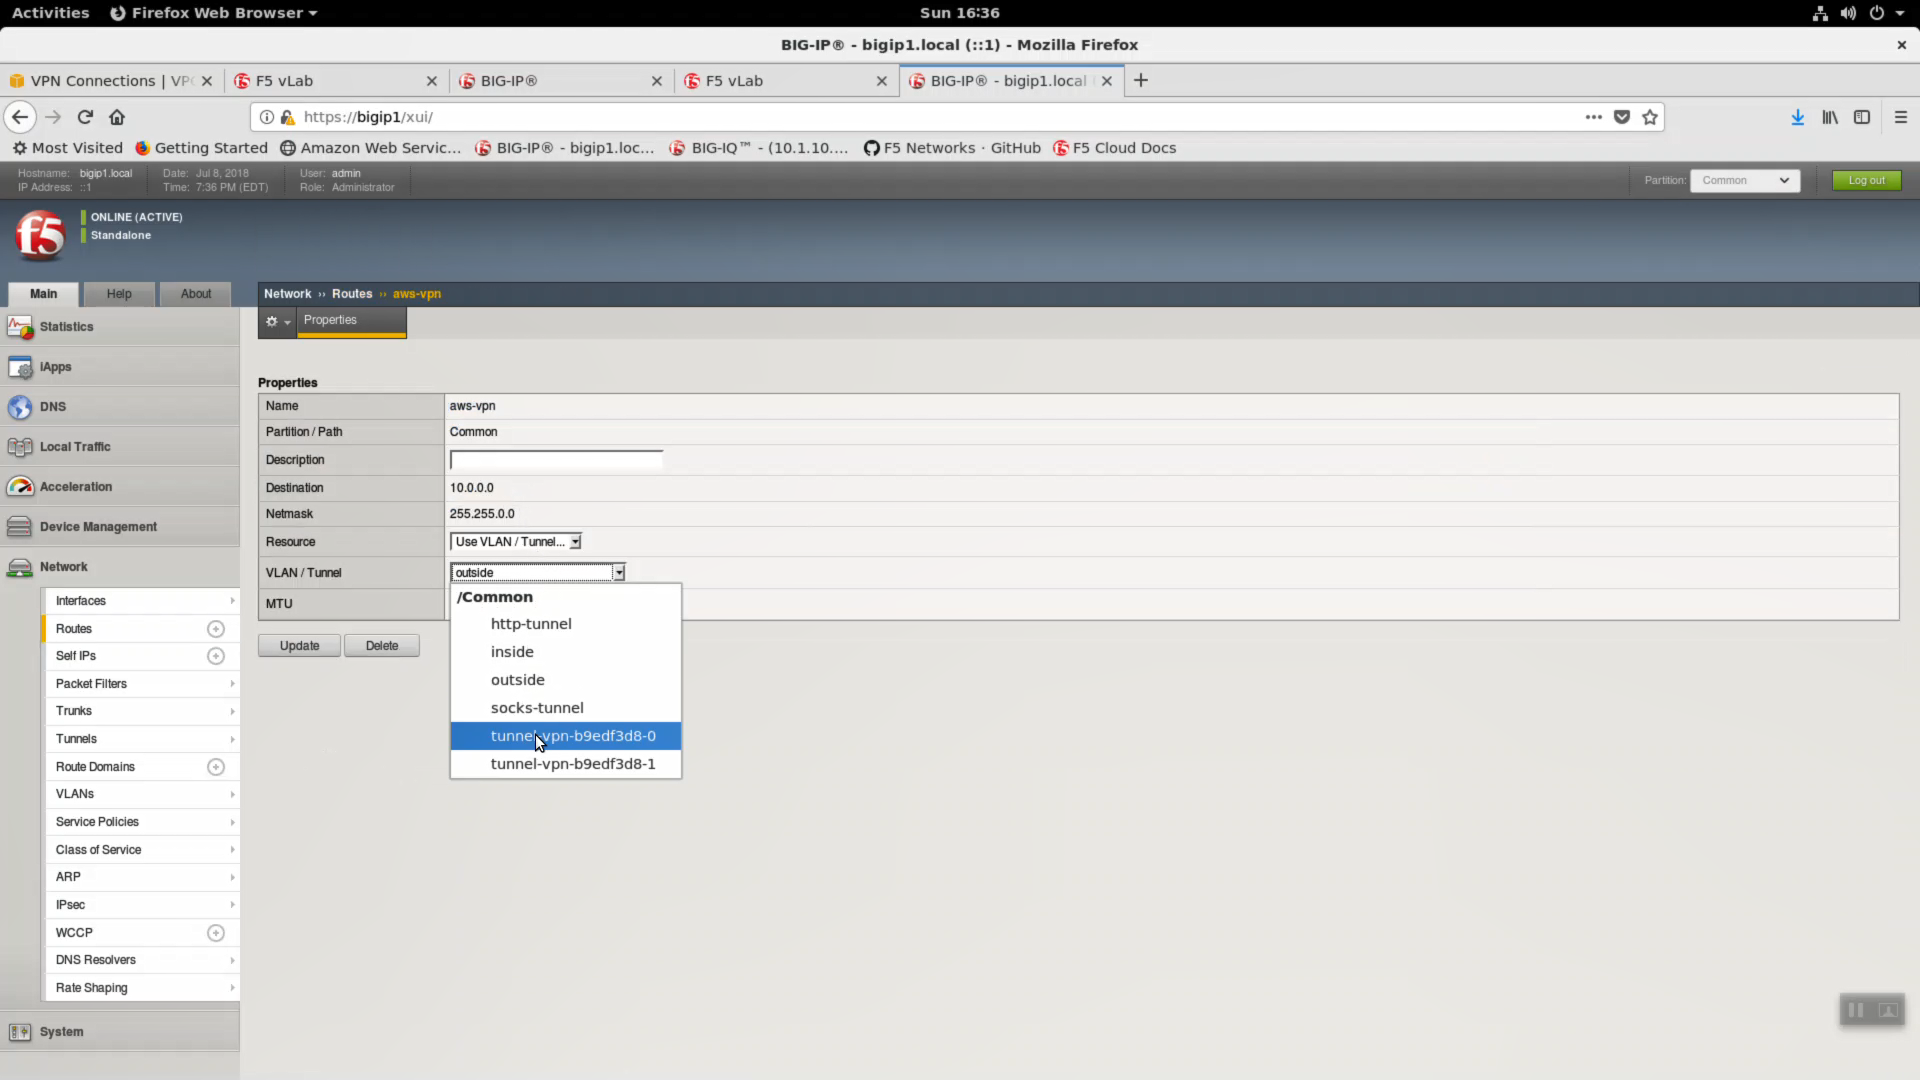 Activities Firefox Web Browser Sun 16:36
BIG-IP® - bigip1.local (::1) - Mozilla Firefox
VPN Connections | VPC F5 vLab BIG-IP® F5 vLab BIG-IP® - bigip1.local
https://bigip1/xui/
Most Visited Getting Started Amazon Web Servic... BIG-IP® - bigip1.loc... BIG-IQ™ - (10.1.10.... F5 Networks · GitHub F5 Cloud Docs
Hostname: bigip1.local Date: Jul 8, 2018 User: admin Partition: Common Log out
IP Address: ::1 Time: 7:36 PM (EDT) Role: Administrator
f5
ONLINE (ACTIVE)
Standalone
Main Help About
Network ›› Routes ›› aws-vpn
Properties
Statistics
iApps
DNS
Local Traffic
Acceleration
Device Management
Network
Interfaces
Routes
Self IPs
Packet Filters
Trunks
Tunnels
Route Domains
VLANs
Service Policies
Class of Service
ARP
IPsec
WCCP
DNS Resolvers
Rate Shaping
System
Properties
Name aws-vpn
Partition / Path Common
Description
Destination 10.0.0.0
Netmask 255.255.0.0
Resource Use VLAN / Tunnel...
VLAN / Tunnel outside
MTU
/Common
http-tunnel
inside
outside
socks-tunnel
tunnel-vpn-b9edf3d8-0
tunnel-vpn-b9edf3d8-1
Update Delete